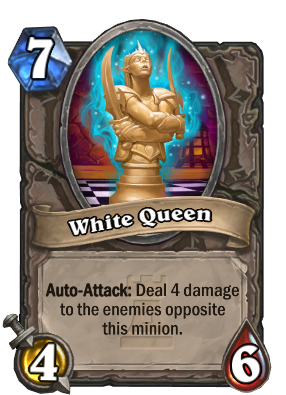 7
White Queen
Auto-Attack: Deal 4 damage
to the enemies opposite
this minion.
4
6